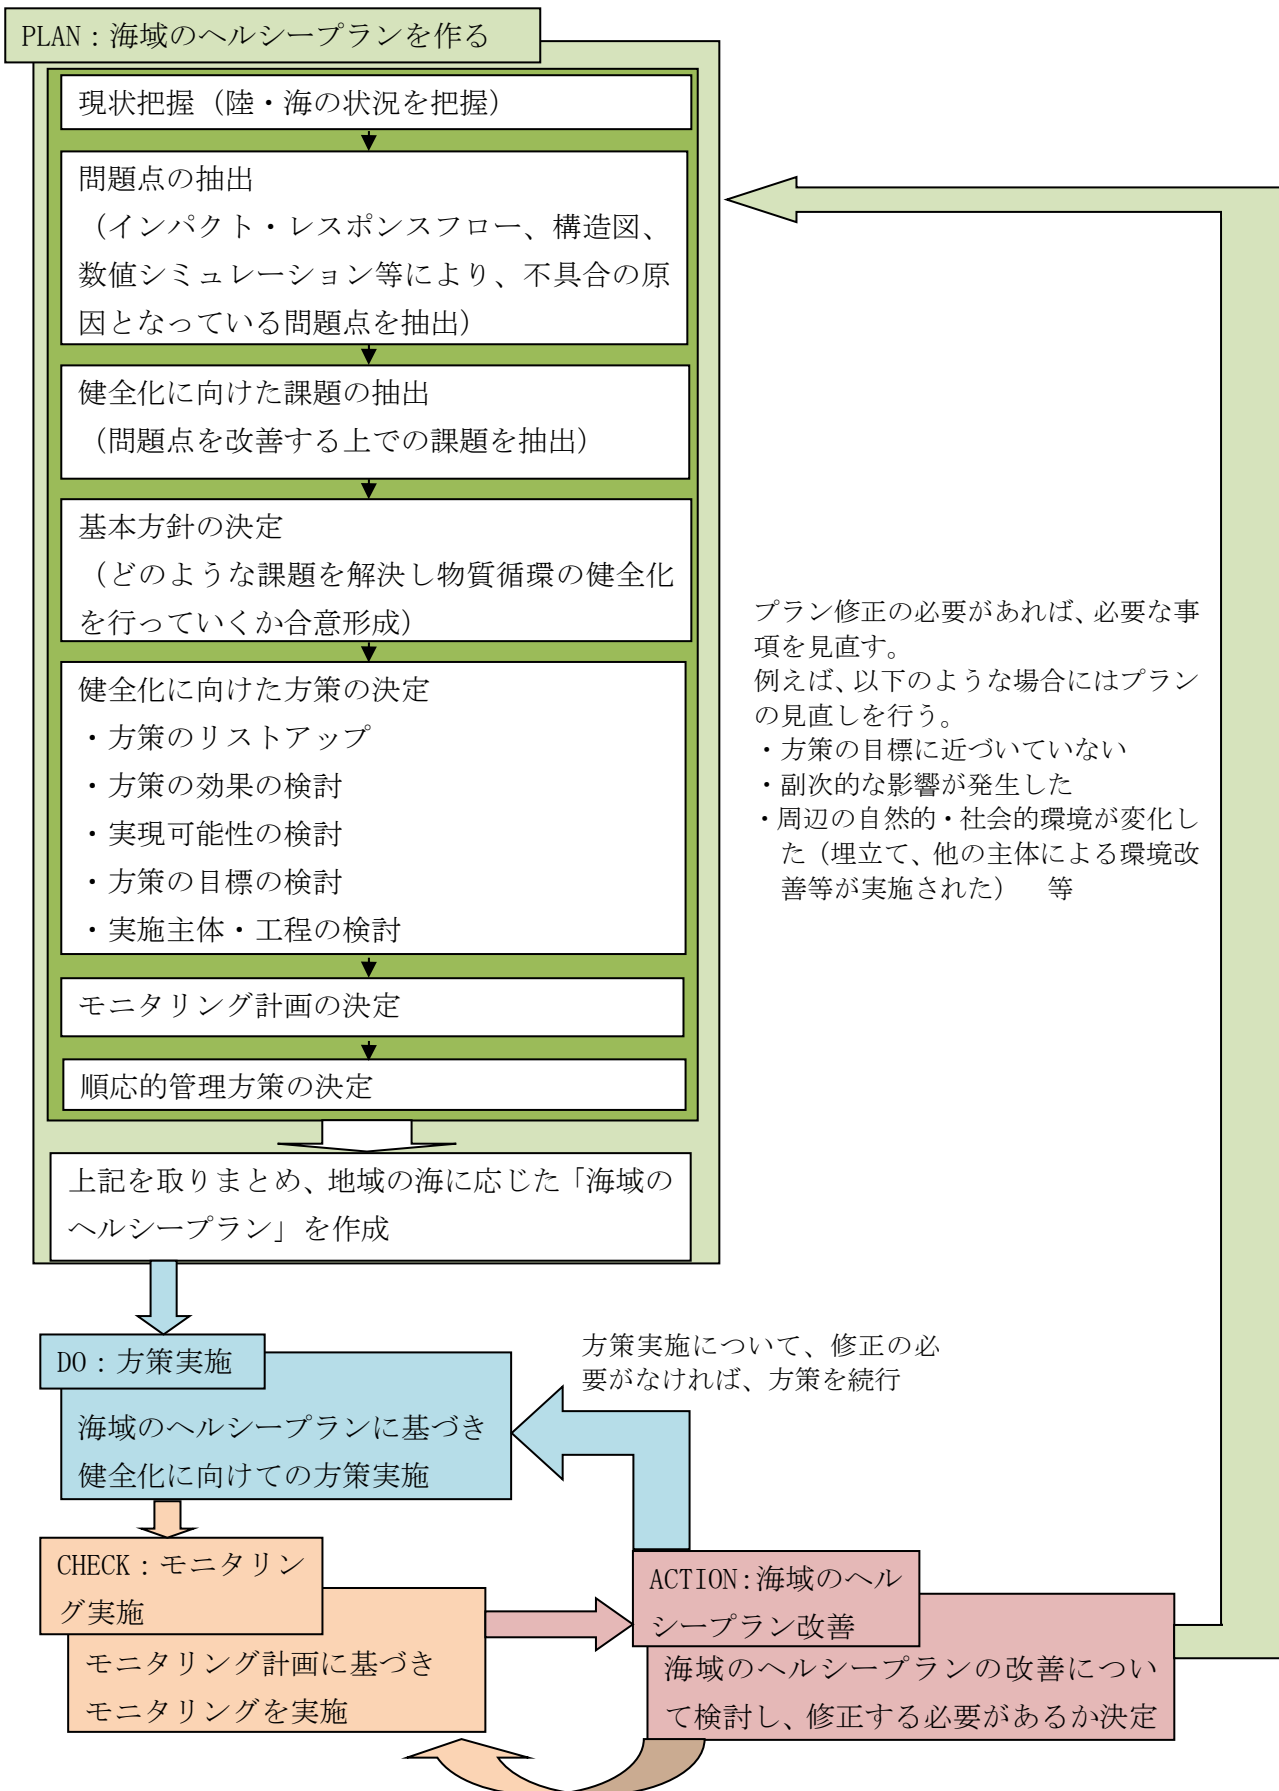 PLAN：海域のヘルシープランを作る
現状把握（陸・海の状況を把握）
問題点の抽出
（インパクト・レスポンスフロー、構造図、
数値シミュレーション等により、不具合の原
因となっている問題点を抽出）
健全化に向けた課題の抽出
（問題点を改善する上での課題を抽出）
基本方針の決定
（どのような課題を解決し物質循環の健全化
を行っていくか合意形成）
健全化に向けた方策の決定
・方策のリストアップ
・方策の効果の検討
・実現可能性の検討
・方策の目標の検討
・実施主体・工程の検討
モニタリング計画の決定
順応的管理方策の決定
上記を取りまとめ、地域の海に応じた「海域の
ヘルシープラン」を作成
プラン修正の必要があれば、必要な事
項を見直す。
例えば、以下のような場合にはプラン
の見直しを行う。
・方策の目標に近づいていない
・副次的な影響が発生した
・周辺の自然的・社会的環境が変化し
た（埋立て、他の主体による環境改
善等が実施された）　等
DO：方策実施
海域のヘルシープランに基づき
健全化に向けての方策実施
方策実施について、修正の必
要がなければ、方策を続行
CHECK：モニタリン
グ実施
モニタリング計画に基づき
モニタリングを実施
ACTION:海域のヘル
シープラン改善
海域のヘルシープランの改善につい
て検討し、修正する必要があるか決定